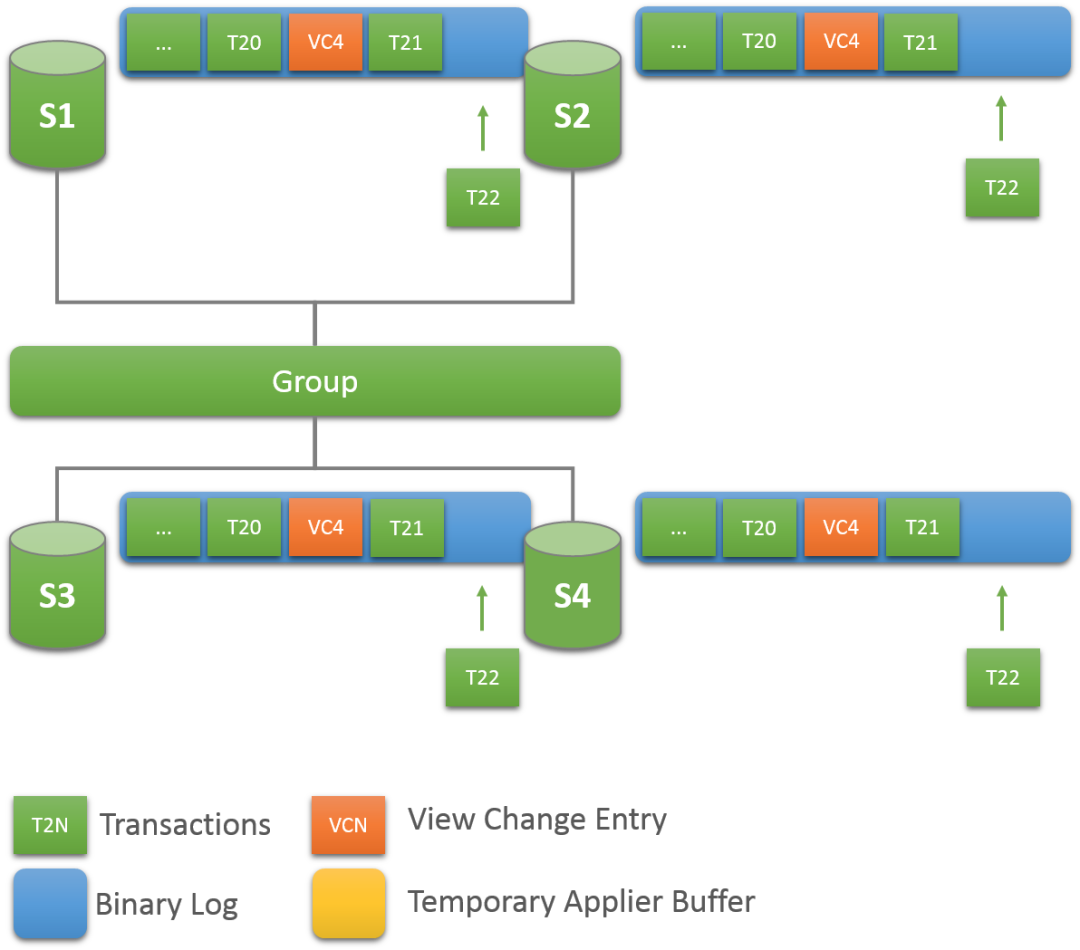 ... T20 VC4 T21
S1
T22
... T20 VC4 T21
S2
T22
Group
... T20 VC4 T21
S3
T22
... T20 VC4 T21
S4
T22
T2N Transactions
VCN View Change Entry
Binary Log
Temporary Applier Buffer